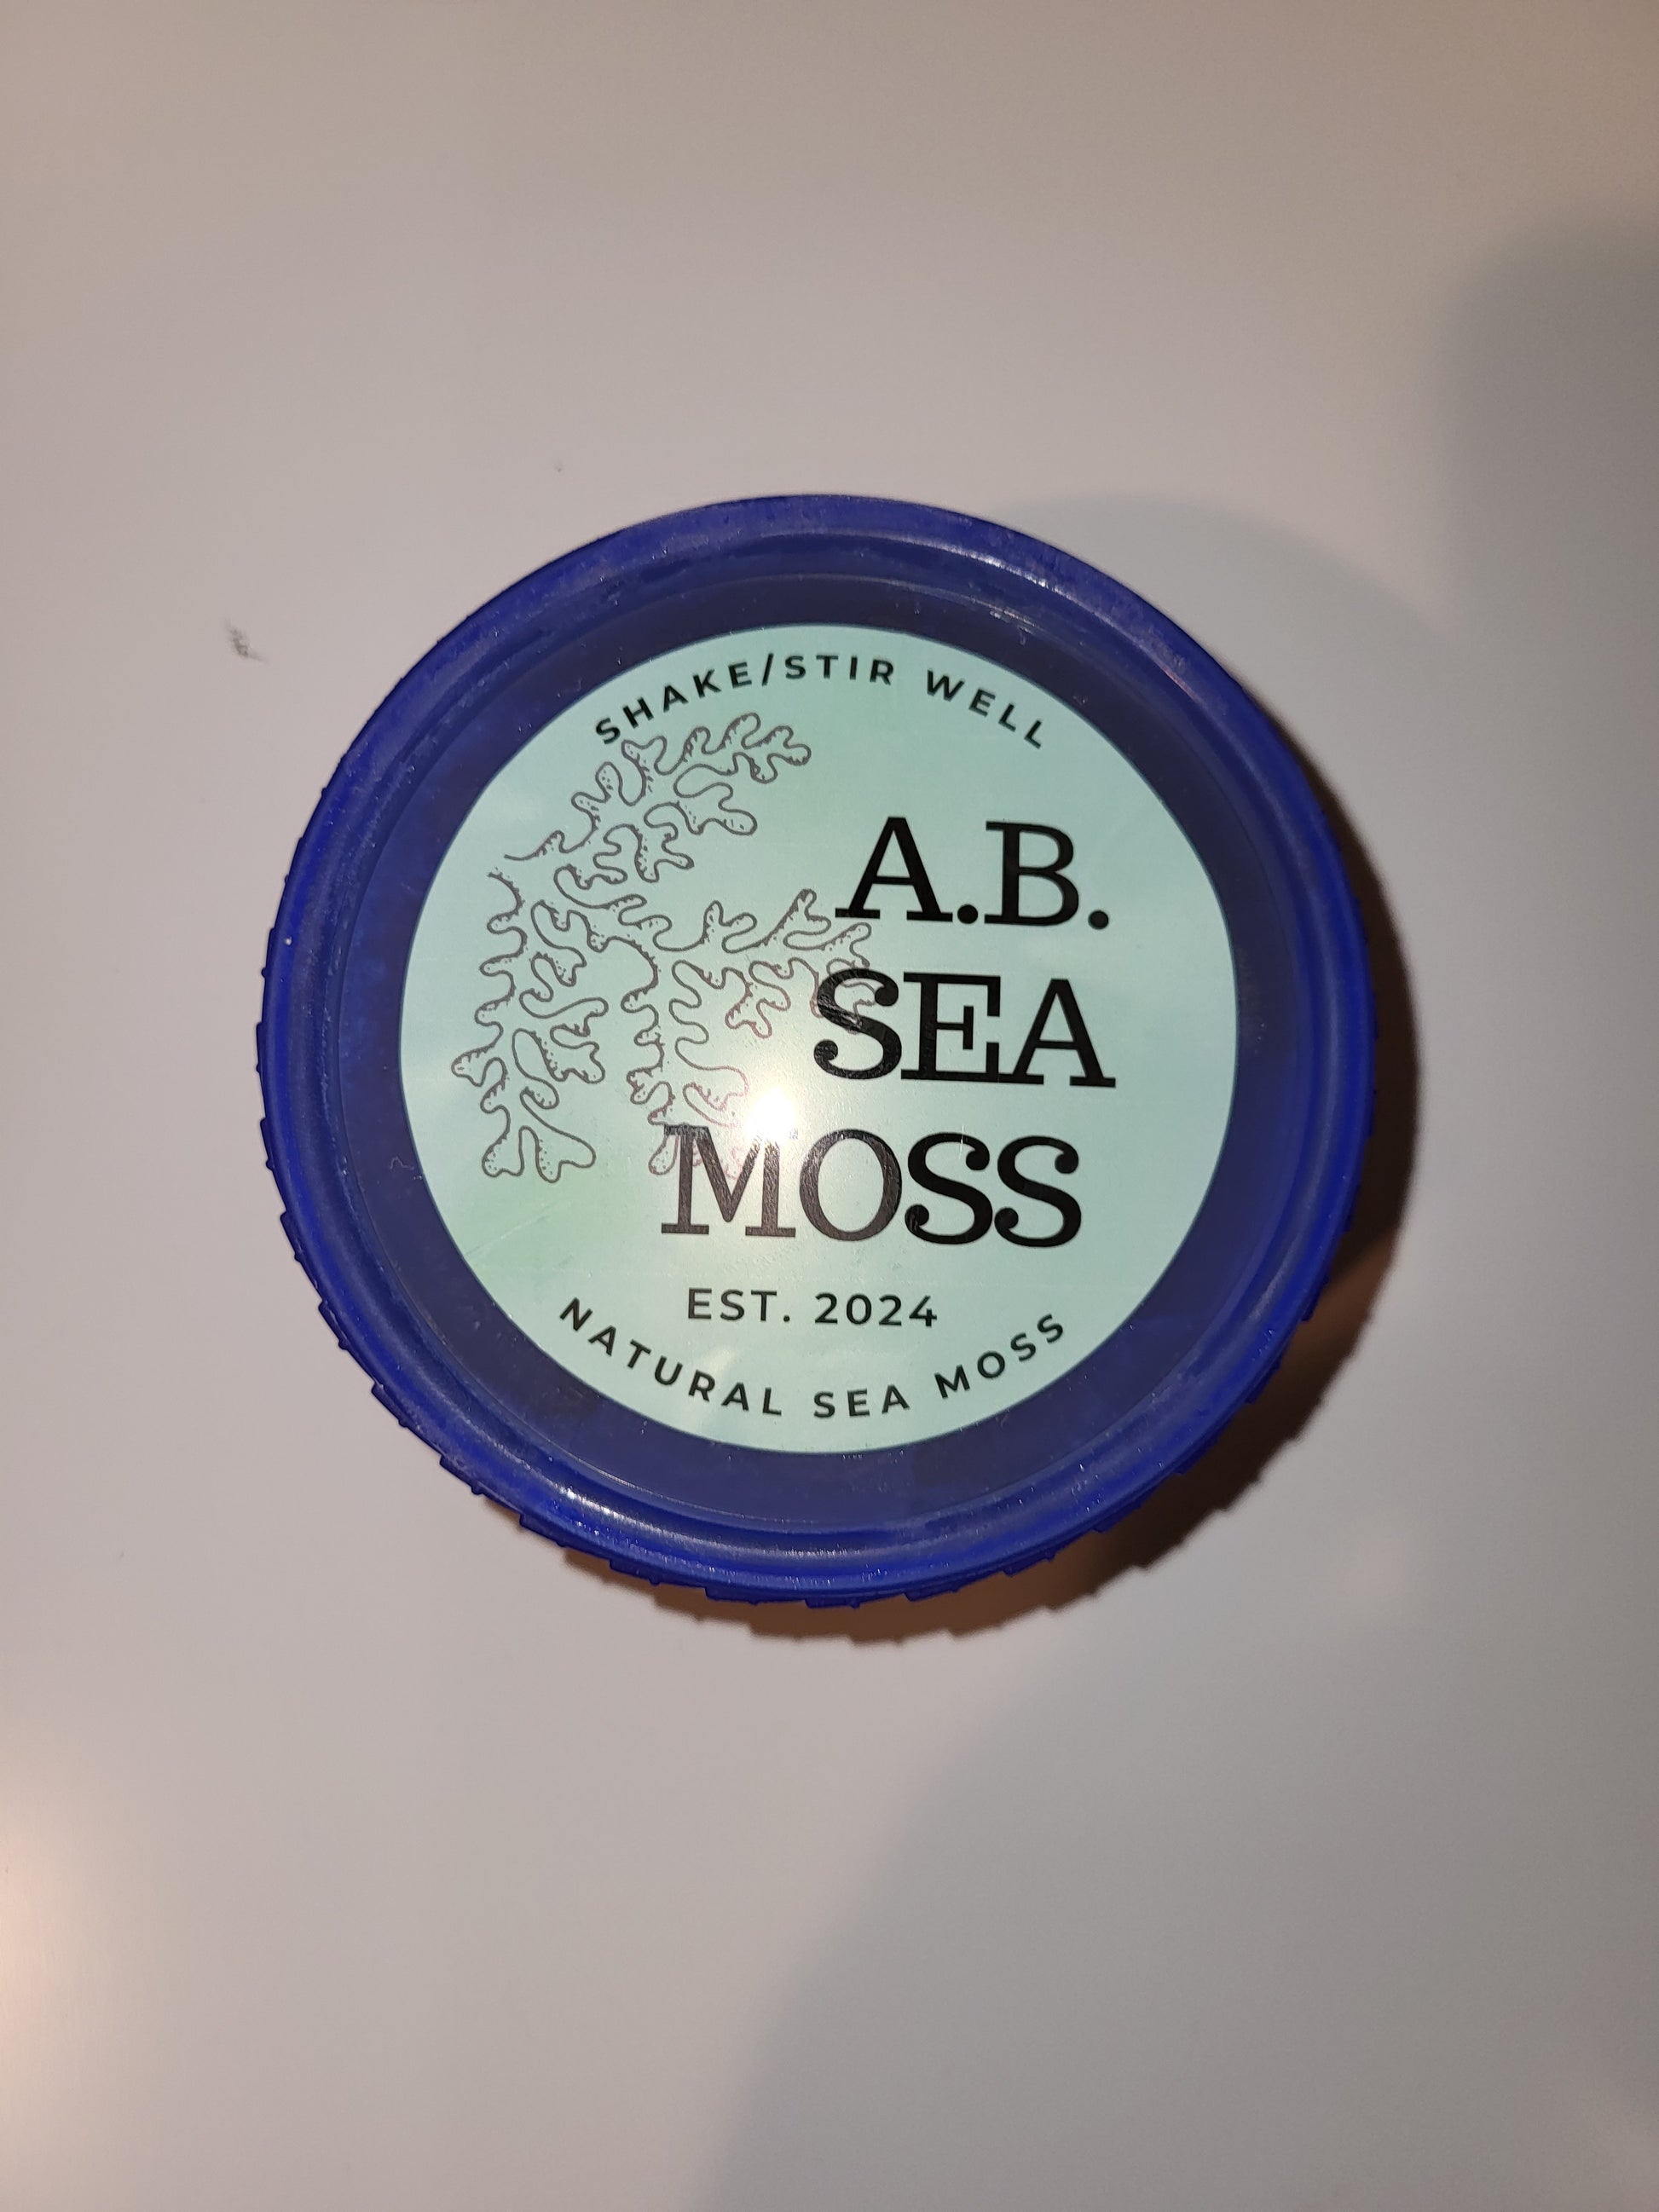 SHAKE/STIR WELL
A.B.
SEA
MOSS
EST. 2024
NATURAL SEA MOSS